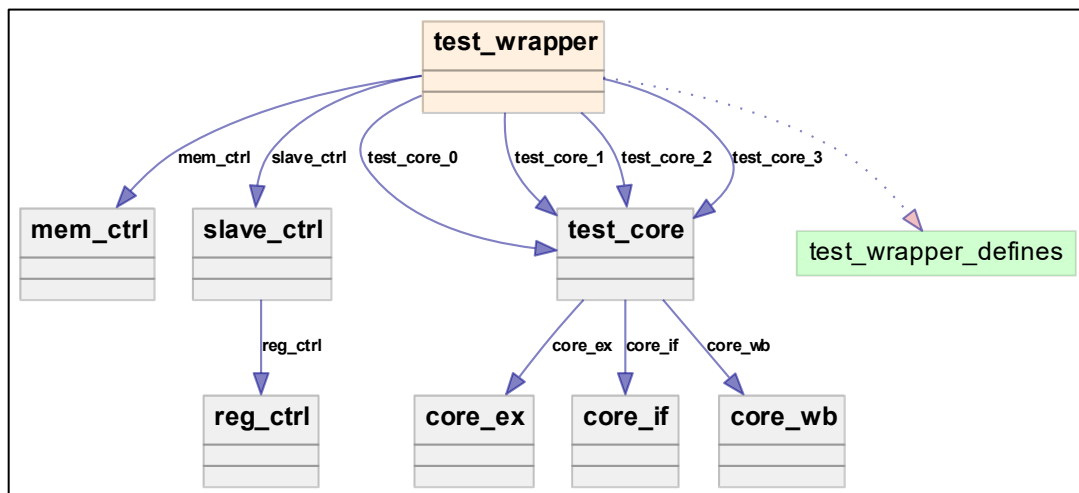 test_wrapper
mem_ctrl
slave_ctrl
test_core_0
test_core_1
test_core_2
test_core_3
mem_ctrl
slave_ctrl
test_core
test_wrapper_defines
reg_ctrl
core_ex
core_if
core_wb
reg_ctrl
core_ex
core_if
core_wb